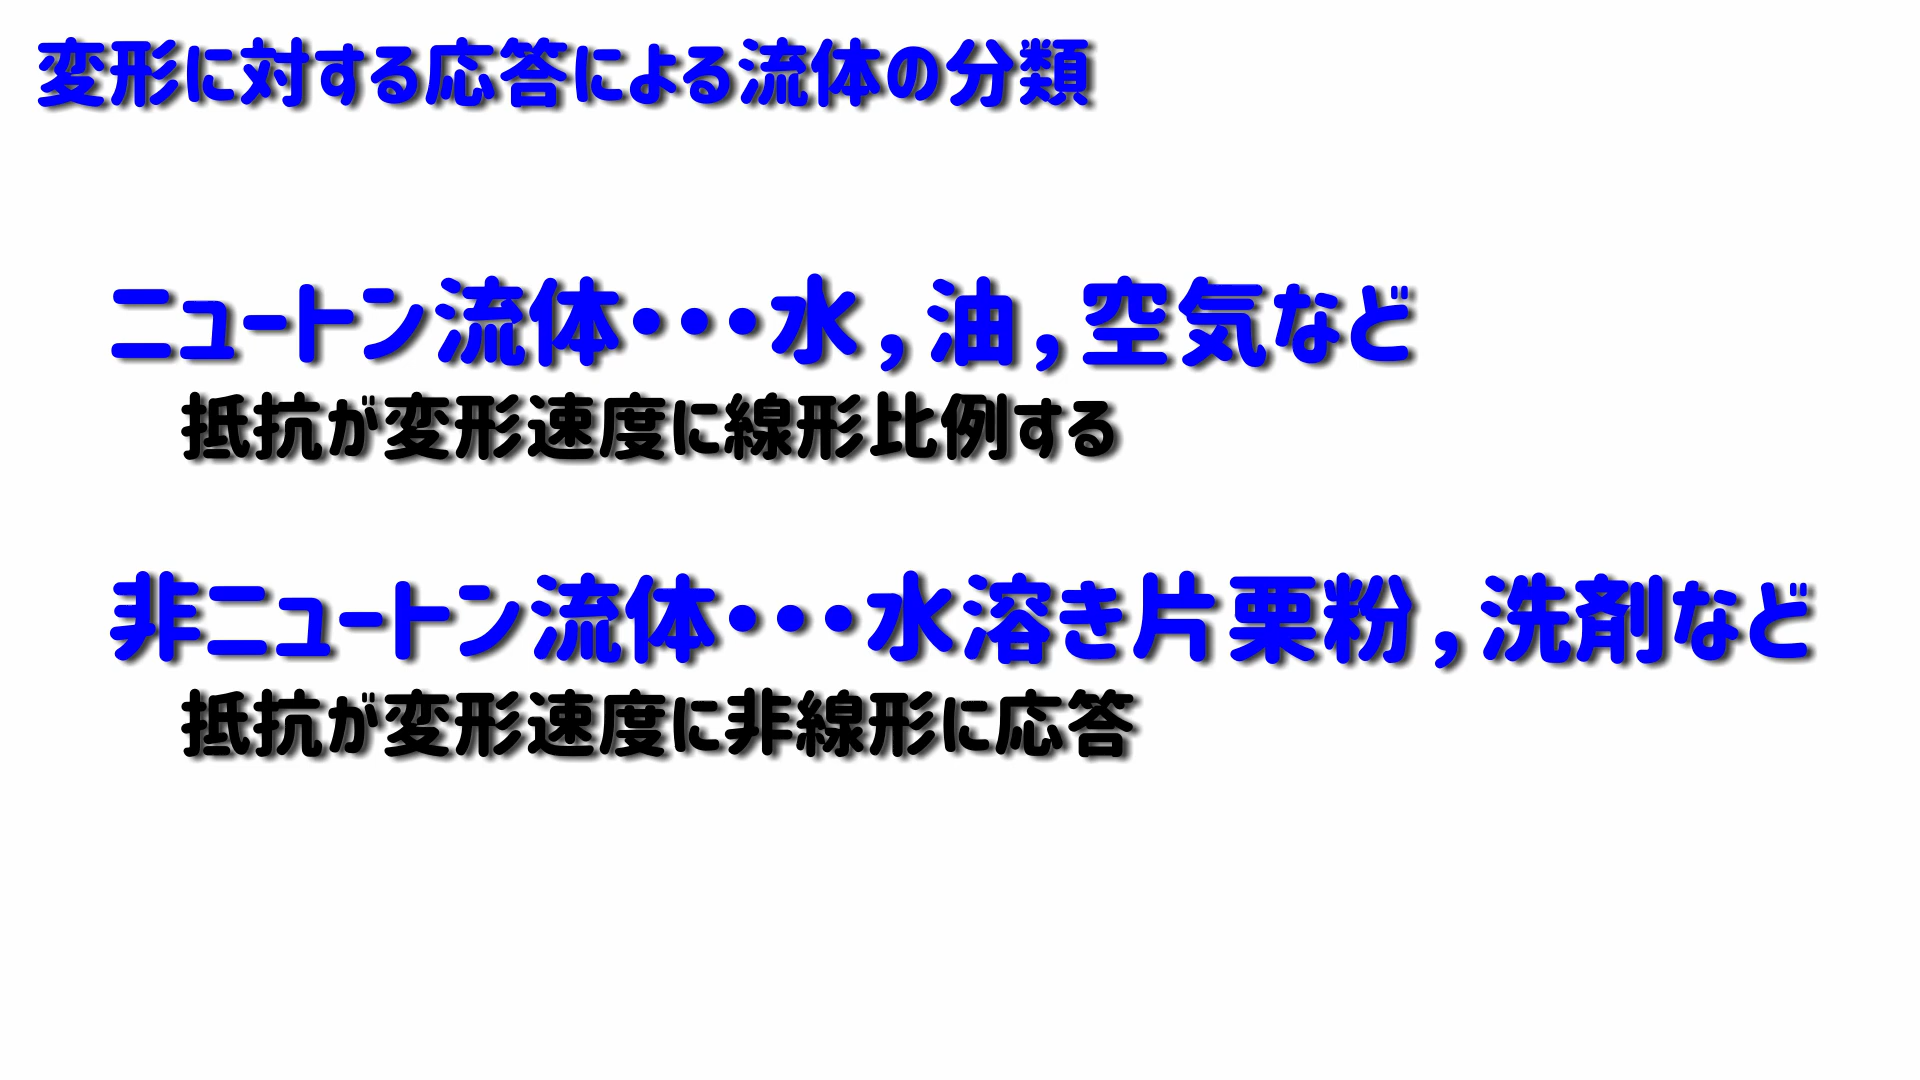 変形に対する応答による流体の分類
ニュートン流体・・・水，油，空気など
抵抗が変形速度に線形比例する
非ニュートン流体・・・水溶き片栗粉，洗剤など
抵抗が変形速度に非線形に応答